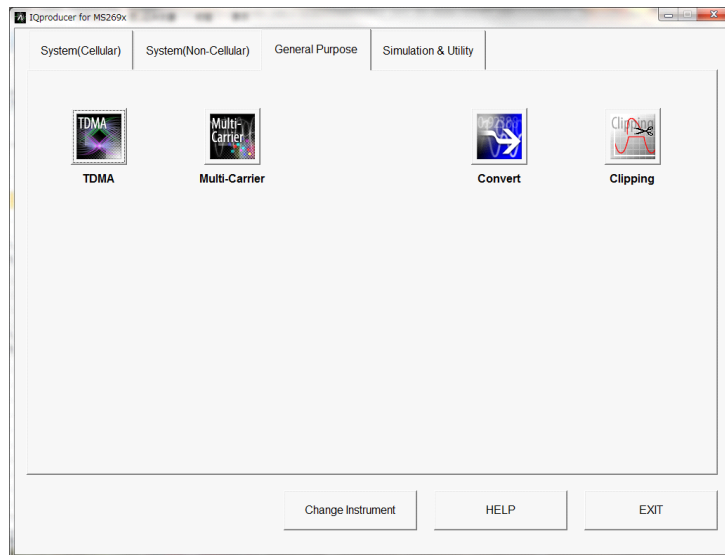 IQproducer for MS269x
System(Cellular) System(Non-Cellular) General Purpose Simulation & Utility
TDMA Multi-Carrier Clipping
TDMA Multi-Carrier Convert Clipping
Change Instrument HELP EXIT